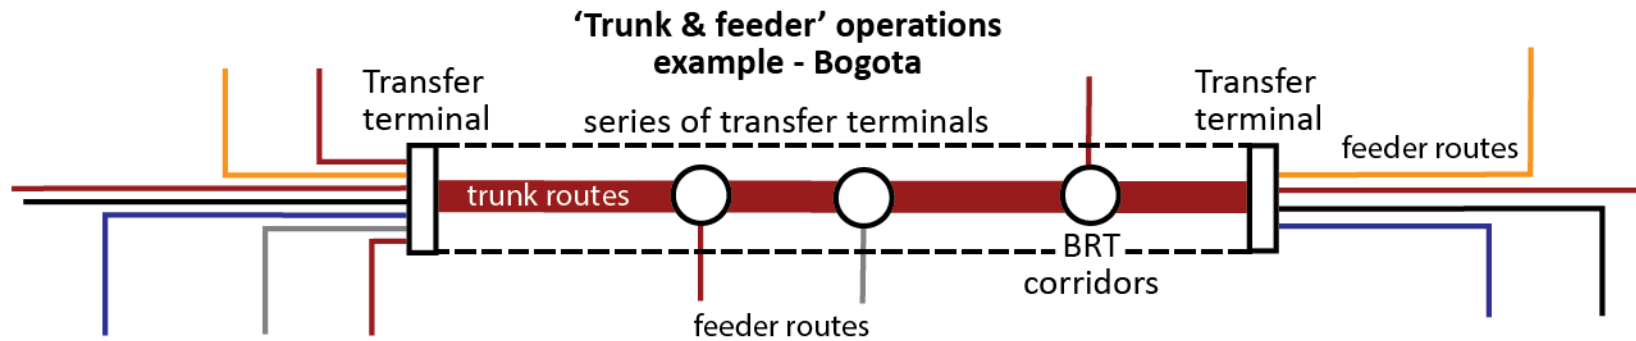 ‘Trunk & feeder’ operations
example - Bogota
Transfer
terminal
series of transfer terminals
Transfer
terminal
feeder routes
trunk routes
BRT
corridors
feeder routes